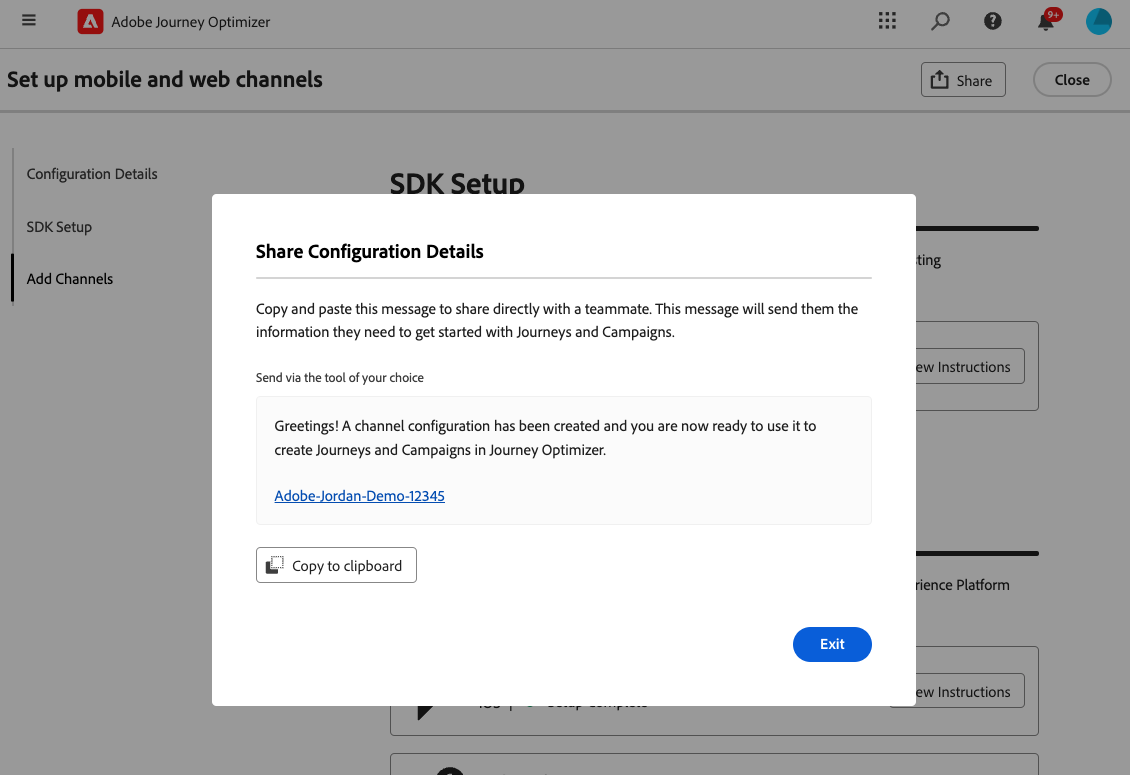 Adobe Journey Optimizer
9+
Set up mobile and web channels
Share
Close
Configuration Details
SDK Setup
Add Channels
SDK Setup
Share Configuration Details
Copy and paste this message to share directly with a teammate. This message will send them the
information they need to get started with Journeys and Campaigns.
Send via the tool of your choice
Greetings! A channel configuration has been created and you are now ready to use it to
create Journeys and Campaigns in Journey Optimizer.
Adobe-Jordan-Demo-12345
Copy to clipboard
Exit
Instructions
Platform
Instructions